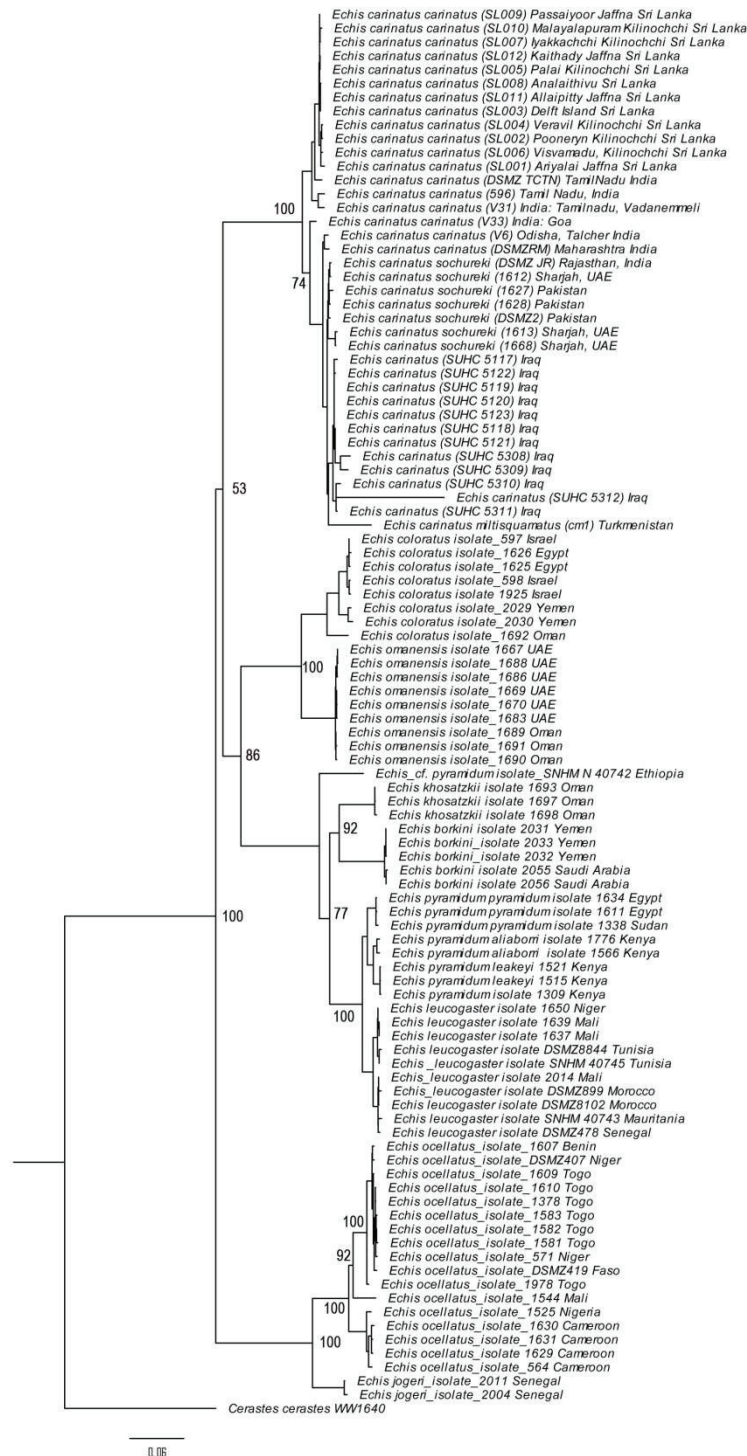 Echis carinatus carinatus (SL009) Passaiyoor Jaffna Sri Lanka
Echis carinatus carinatus (SL010) Malayalapuram Kilinochchi Sri Lanka
Echis carinatus carinatus (SL007) Iyakkachchi Kilinochchi Sri Lanka
Echis carinatus carinatus (SL012) Kaithady Jaffna Sri Lanka
Echis carinatus carinatus (SL005) Palai Kilinochchi Sri Lanka
Echis carinatus carinatus (SL008) Analaithivu Sri Lanka
Echis carinatus carinatus (SL011) Allaipitty Jaffna Sri Lanka
Echis carinatus carinatus (SL003) Delft Island Sri Lanka
Echis carinatus carinatus (SL004) Veravil Kilinochchi Sri Lanka
Echis carinatus carinatus (SL002) Pooneryn Kilinochchi Sri Lanka
Echis carinatus carinatus (SL006) Visvamadu, Kilinochchi Sri Lanka
Echis carinatus carinatus (SL001) Ariyalai Jaffna Sri Lanka
Echis carinatus carinatus (DSMZ TCTN) TamilNadu India
Echis carinatus carinatus (596) Tamil Nadu, India
Echis carinatus carinatus (V31) India: Tamilnadu, Vadanemmeli
100
Echis carinatus carinatus (V33) India: Goa
Echis carinatus carinatus (V6) Odisha, Talcher India
Echis carinatus carinatus (DSMZRM) Maharashtra India
Echis carinatus sochureki (DSMZ JR) Rajasthan, India
74
Echis carinatus sochureki (1612) Sharjah, UAE
Echis carinatus sochureki (1627) Pakistan
Echis carinatus sochureki (1628) Pakistan
Echis carinatus sochureki (DSMZ2) Pakistan
Echis carinatus sochureki (1613) Sharjah, UAE
Echis carinatus sochureki (1668) Sharjah, UAE
Echis carinatus (SUHC 5117) Iraq
Echis carinatus (SUHC 5122) Iraq
Echis carinatus (SUHC 5119) Iraq
Echis carinatus (SUHC 5120) Iraq
Echis carinatus (SUHC 5123) Iraq
Echis carinatus (SUHC 5118) Iraq
Echis carinatus (SUHC 5121) Iraq
Echis carinatus (SUHC 5308) Iraq
Echis carinatus (SUHC 5309) Iraq
Echis carinatus (SUHC 5310) Iraq
53
Echis carinatus (SUHC 5312) Iraq
Echis carinatus (SUHC 5311) Iraq
Echis carinatus miltisquamatus (cm1) Turkmenistan
Echis coloratus isolate_597 Israel
Echis coloratus isolate_1626 Egypt
Echis coloratus isolate_1625 Egypt
Echis coloratus isolate_598 Israel
Echis coloratus isolate 1925 Israel
Echis coloratus isolate_2029 Yemen
Echis coloratus isolate_2030 Yemen
Echis coloratus isolate_1692 Oman
Echis omanensis isolate 1667 UAE
Echis omanensis isolate_1688 UAE
100
Echis omanensis isolate_1686 UAE
Echis omanensis isolate_1669 UAE
Echis omanensis isolate_1670 UAE
Echis omanensis isolate_1683 UAE
Echis omanensis isolate_1689 Oman
Echis omanensis isolate_1691 Oman
86
Echis omanensis isolate_1690 Oman
Echis_cf. pyramidum isolate_SNHM N 40742 Ethiopia
Echis khosatzkii isolate 1693 Oman
Echis khosatzkii isolate 1697 Oman
Echis khosatzkii isolate 1698 Oman
92
Echis borkini isolate 2031 Yemen
Echis borkini_isolate 2033 Yemen
Echis borkini_isolate 2032 Yemen
Echis borkini isolate 2055 Saudi Arabia
Echis borkini isolate 2056 Saudi Arabia
Echis pyramidum pyramidum isolate 1634 Egypt
77
Echis pyramidum pyramidum isolate 1611 Egypt
100
Echis pyramidum pyramidum isolate 1338 Sudan
Echis pyramidum aliaborri isolate 1776 Kenya
Echis pyramidum aliaborri isolate 1566 Kenya
Echis pyramidum leakeyi 1521 Kenya
Echis pyramidum leakeyi 1515 Kenya
Echis pyramidum isolate 1309 Kenya
Echis leucogaster isolate 1650 Niger
100
Echis leucogaster isolate 1639 Mali
Echis leucogaster isolate 1637 Mali
Echis leucogaster isolate DSMZ8844 Tunisia
Echis _leucogaster isolate SNHM 40745 Tunisia
Echis_leucogaster isolate 2014 Mali
Echis_leucogaster isolate DSMZ899 Morocco
Echis leucogaster isolate DSMZ8102 Morocco
Echis leucogaster isolate SNHM 40743 Mauritania
Echis leucogaster isolate DSMZ478 Senegal
Echis ocellatus_isolate_1607 Benin
Echis ocellatus_isolate_DSMZ407 Niger
Echis ocellatus_isolate_1609 Togo
Echis ocellatus_isolate_1610 Togo
Echis ocellatus_isolate_1378 Togo
Echis ocellatus_isolate_1583 Togo
100
Echis ocellatus_isolate_1582 Togo
Echis ocellatus_isolate_1581 Togo
Echis ocellatus_isolate_571 Niger
92
Echis ocellatus_isolate_DSMZ419 Faso
Echis ocellatus_isolate_1978 Togo
Echis ocellatus_isolate_1544 Mali
100
Echis ocellatus_isolate_1525 Nigeria
Echis ocellatus_isolate_1630 Cameroon
Echis ocellatus_isolate_1631 Cameroon
100
Echis ocellatus_isolate 1629 Cameroon
Echis ocellatus_isolate_564 Cameroon
Echis jogeri_isolate_2011 Senegal
Echis jogeri_isolate_2004 Senegal
Cerastes cerastes WW1640
0.06